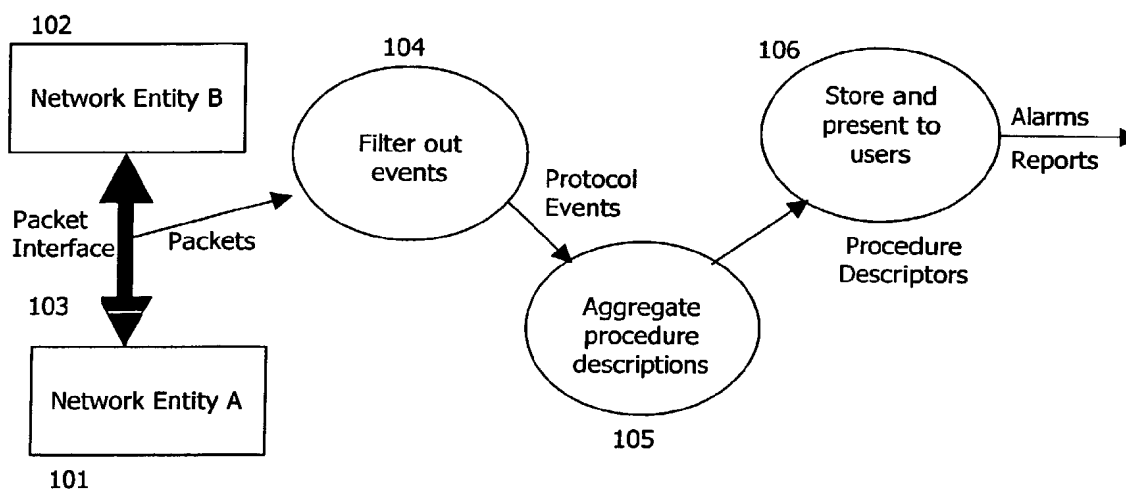 102
Network Entity B
104
Filter out
events
106
Store and
present to
users
Alarms
Reports
Packet
Interface
Packets
Protocol
Events
Procedure
Descriptors
103
Aggregate
procedure
descriptions
Network Entity A
105
101